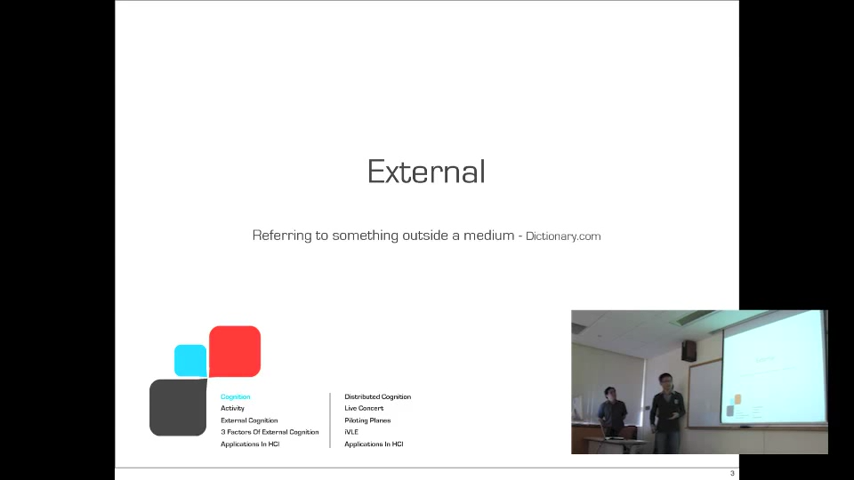 External
Referring to something outside a medium - Dictionary.com
Cognition
Activity
External Cognition
3 Factors Of External Cognition
Applications In HCI
Distributed Cognition
Live Concert
Piloting Planes
iVLE
Applications In HCI
3